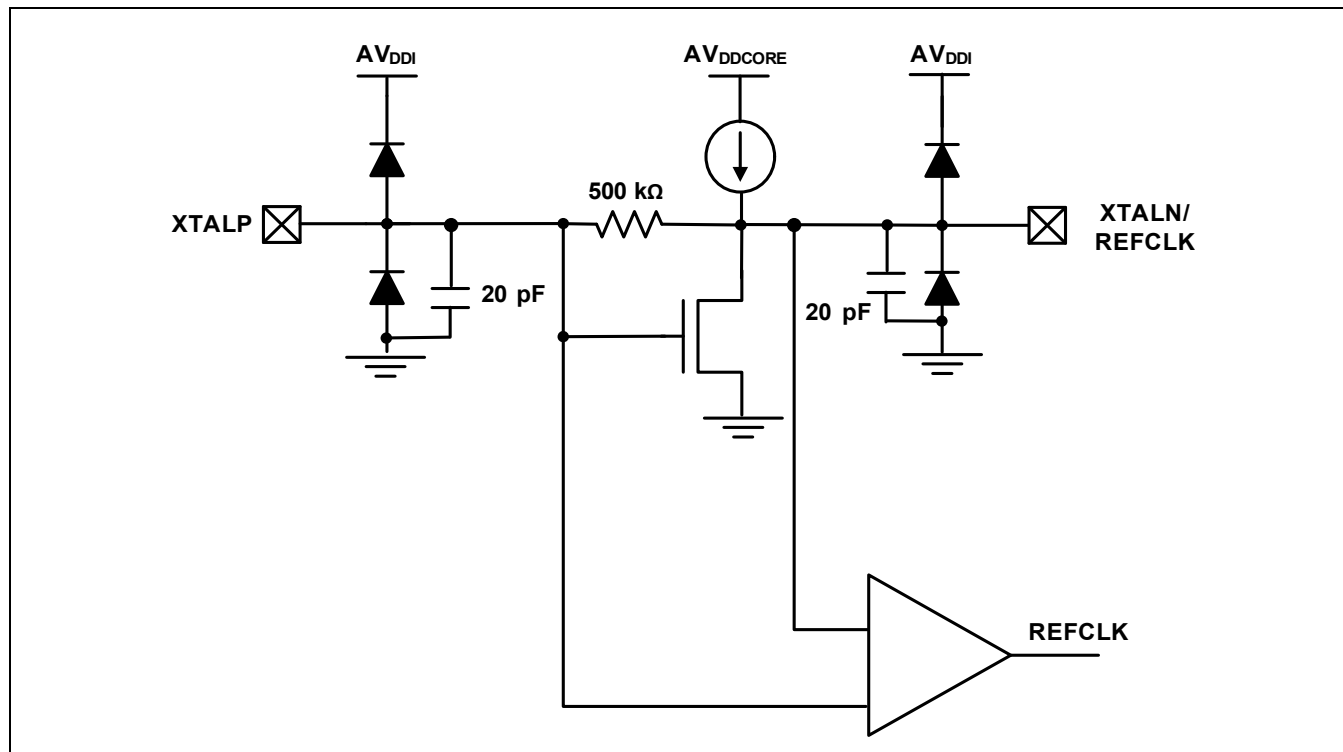 AVDDI
AVDDCORE
AVDDI
500 kΩ
XTALP
XTALN/
REFCLK
20 pF
20 pF
REFCLK